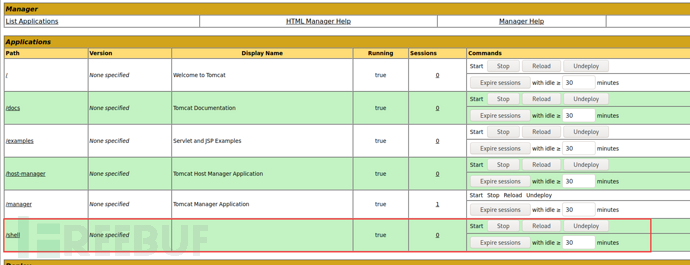 Manager
List Applications HTML Manager Help Manager Help
Applications
Path Version Display Name Running Sessions Commands
/ None specified Welcome to Tomcat true 0 Start Stop Reload Undeploy
Expire sessions with idle ≥ 30 minutes
/docs None specified Tomcat Documentation true 0 Start Stop Reload Undeploy
Expire sessions with idle ≥ 30 minutes
/examples None specified Servlet and JSP Examples true 0 Start Stop Reload Undeploy
Expire sessions with idle ≥ 30 minutes
/host-manager None specified Tomcat Host Manager Application true 0 Start Stop Reload Undeploy
Expire sessions with idle ≥ 30 minutes
/manager None specified Tomcat Manager Application true 1 Start Stop Reload Undeploy
Expire sessions with idle ≥ 30 minutes
/shell None specified true 0 Start Stop Reload Undeploy
Expire sessions with idle ≥ 30 minutes
FREEBUF